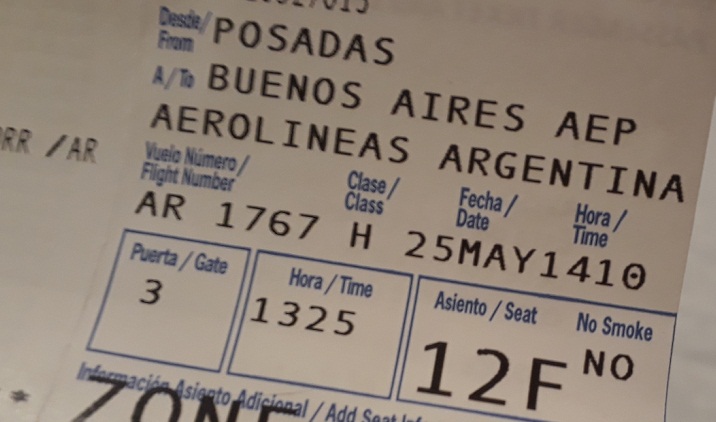 Desde/
From POSADAS
A/To BUENOS AIRES AEP
AEROLINEAS ARGENTINA
RR /AR
Vuelo Número/ Clase/ Fecha/ Hora/
Flight Number Class Date Time
AR 1767 H 25MAY1410
Puerta/Gate Hora/Time Asiento/Seat No Smoke
3 1325 12F NO
Información Asiento Adicional/Add Seat
* ZONE